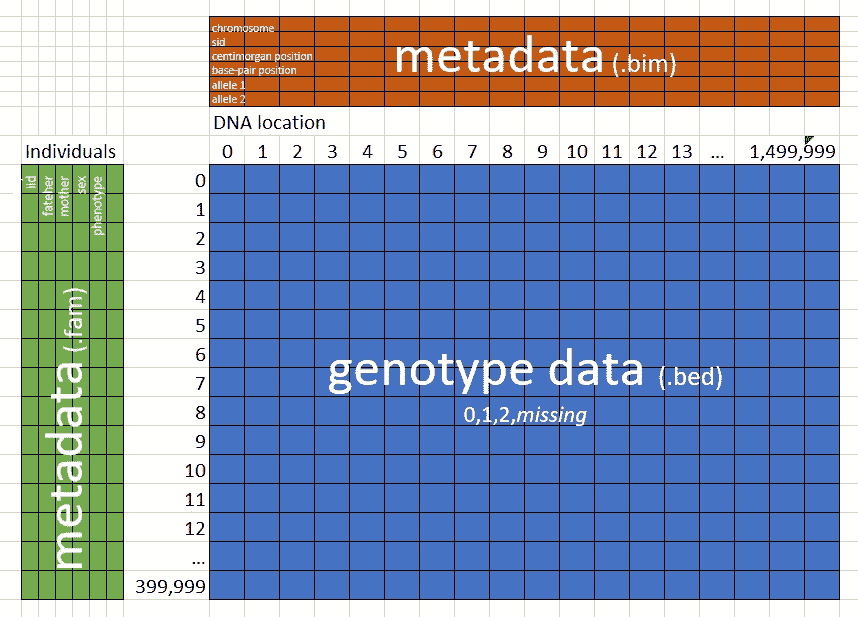 chromosome
sid
centimorgan position
base-pair position
allele 1
allele 2
metadata (.bim)
DNA location
Individuals
0 1 2 3 4 5 6 7 8 9 10 11 12 13 ... 1,499,999
iid
fateher
mother
sex
phenotype
metadata (.fam)
0
1
2
3
4
5
6
7
8
9
10
11
12
...
399,999
genotype data (.bed)
0,1,2,missing